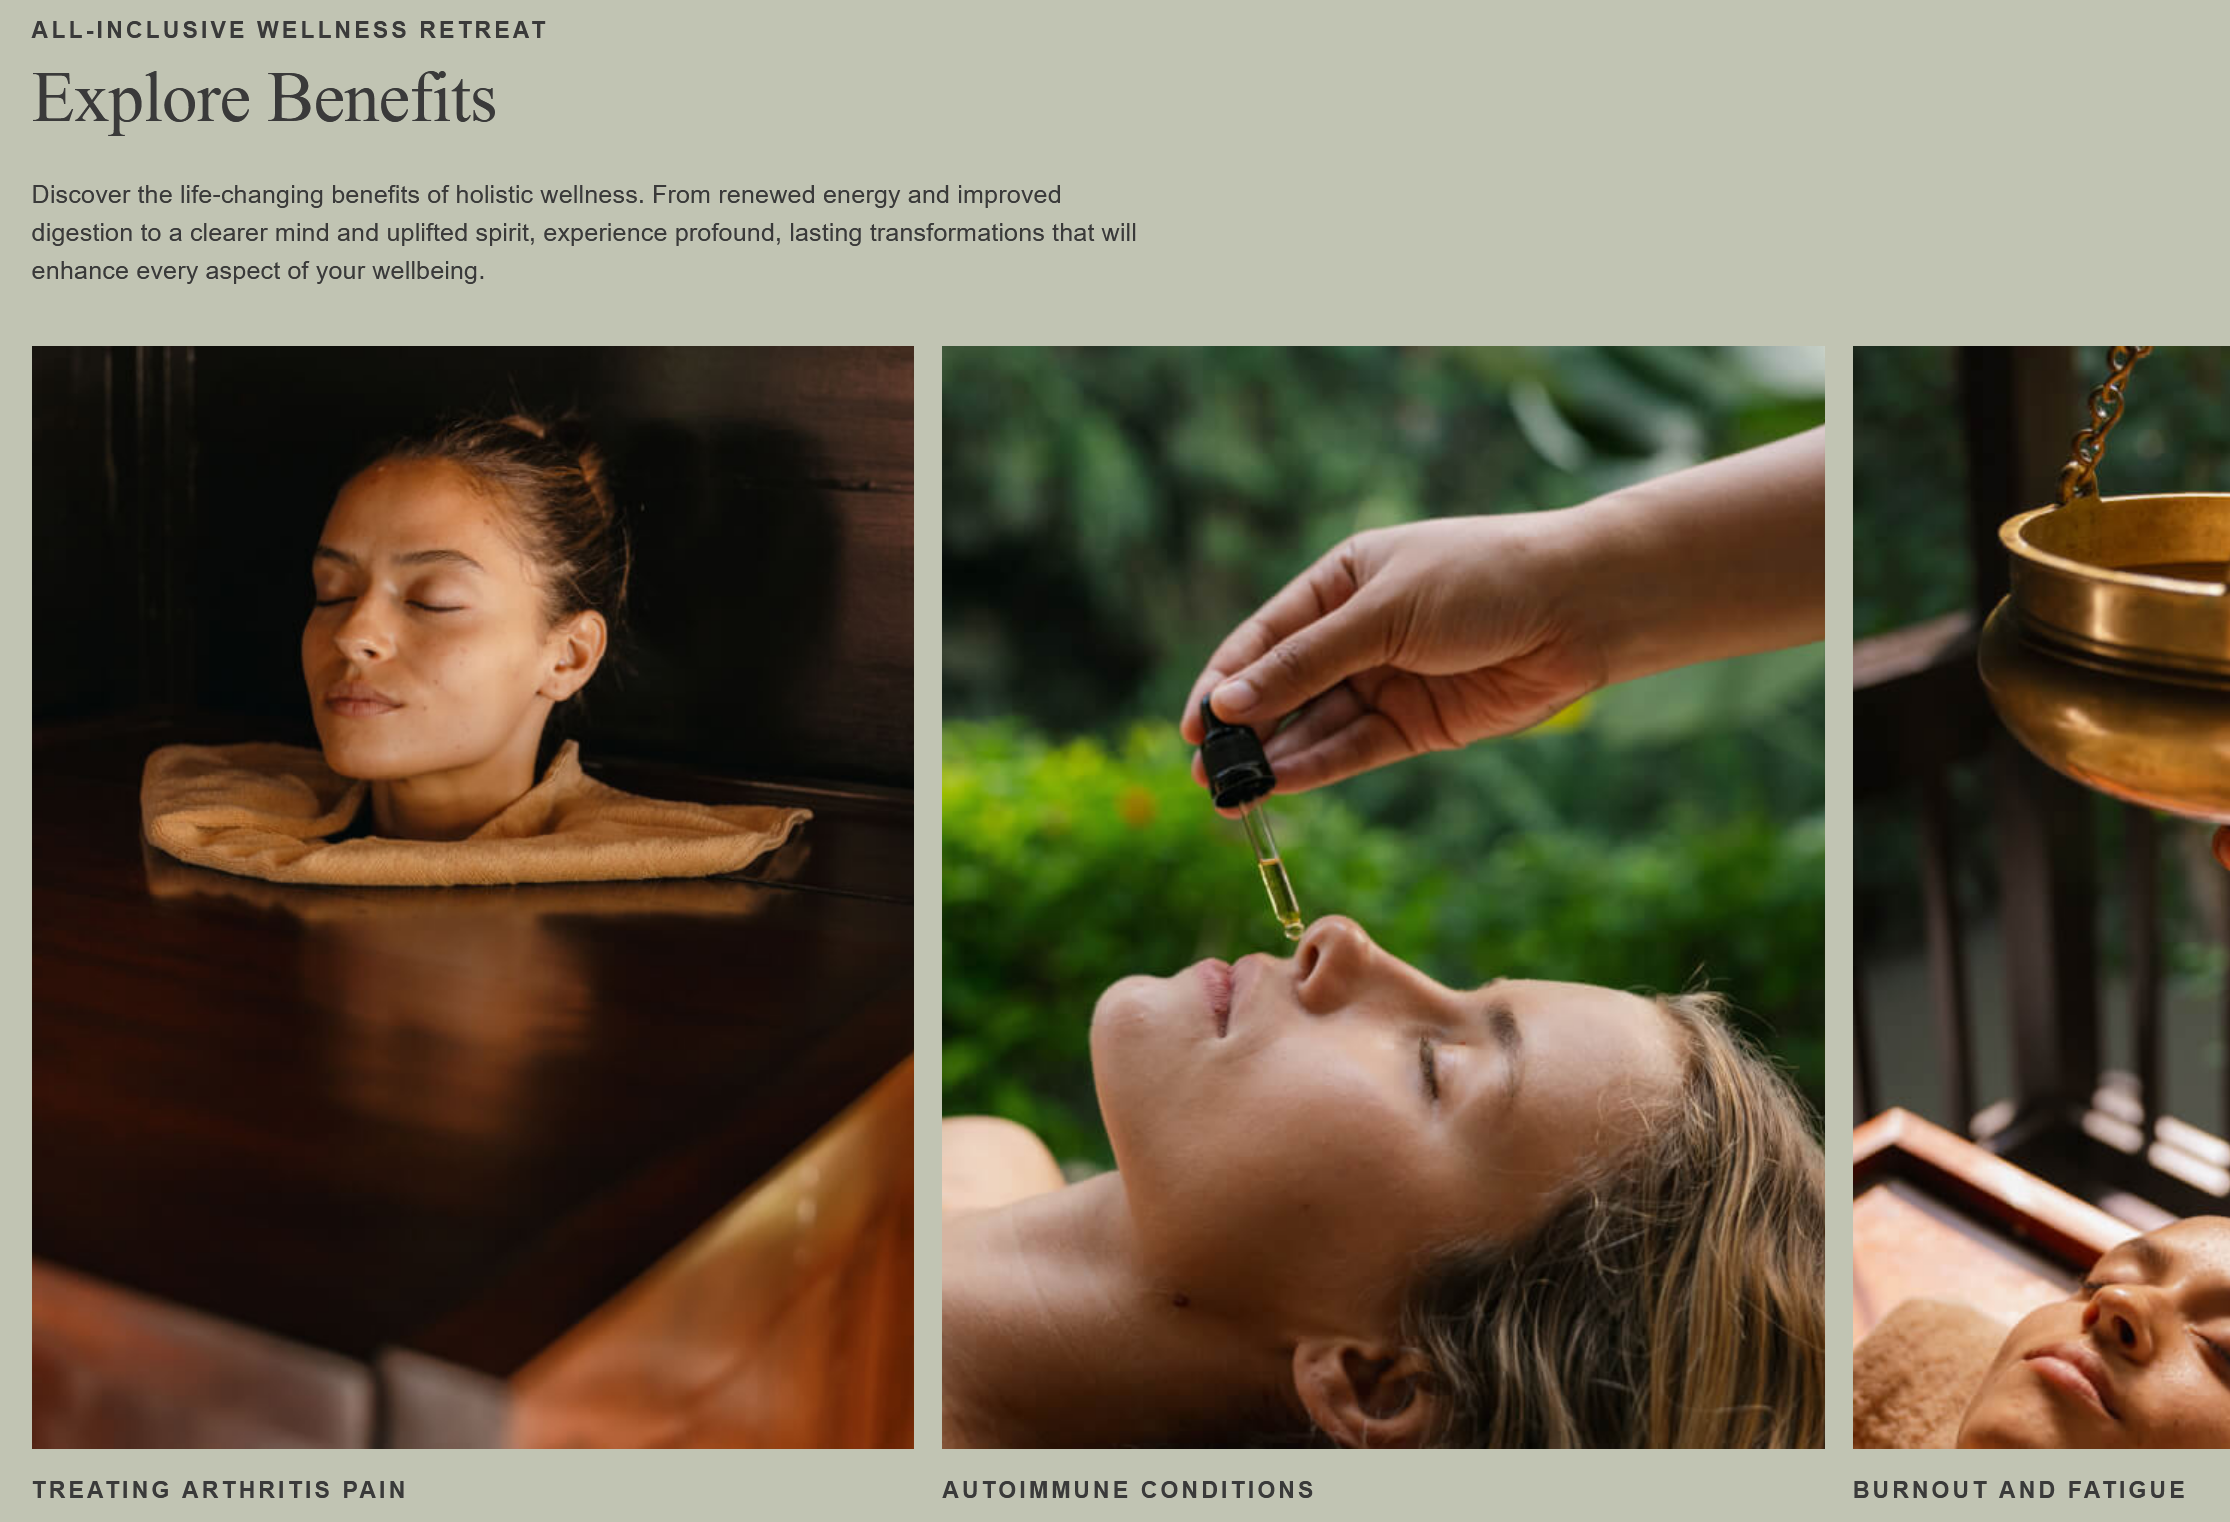 ALL-INCLUSIVE WELLNESS RETREAT
Explore Benefits
Discover the life-changing benefits of holistic wellness. From renewed energy and improved
digestion to a clearer mind and uplifted spirit, experience profound, lasting transformations that will
enhance every aspect of your wellbeing.
TREATING ARTHRITIS PAIN
AUTOIMMUNE CONDITIONS
BURNOUT AND FATIGUE